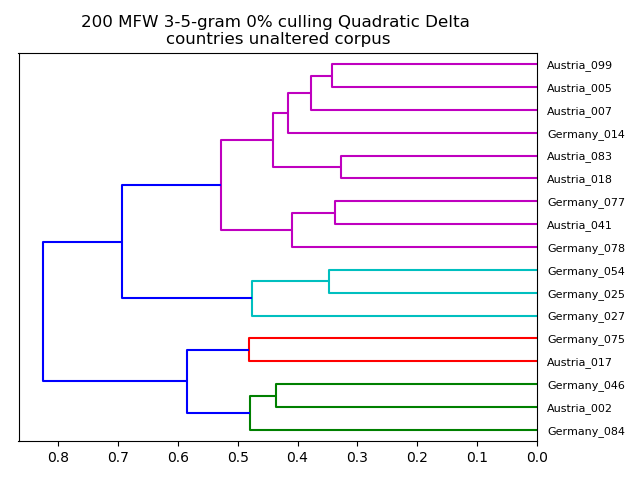 200 MFW 3-5-gram 0% culling Quadratic Delta
countries unaltered corpus
Austria_099
Austria_005
Austria_007
Germany_014
Austria_083
Austria_018
Germany_077
Austria_041
Germany_078
Germany_054
Germany_025
Germany_027
Germany_075
Austria_017
Germany_046
Austria_002
Germany_084
0.8 0.7 0.6 0.5 0.4 0.3 0.2 0.1 0.0